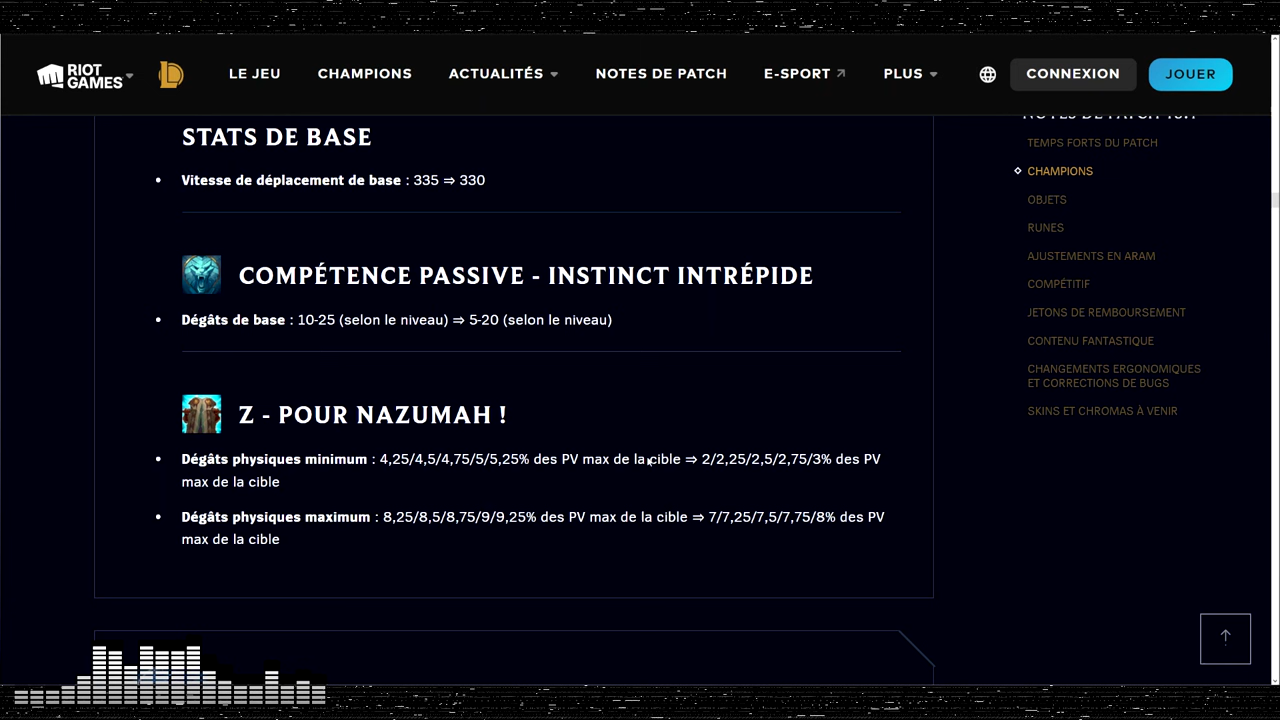 RIOT GAMES
LE JEU
CHAMPIONS
ACTUALITÉS
NOTES DE PATCH
E-SPORT
PLUS
CONNEXION
JOUER
STATS DE BASE
Vitesse de déplacement de base : 335 ⇒ 330
COMPÉTENCE PASSIVE - INSTINCT INTRÉPIDE
Dégâts de base : 10-25 (selon le niveau) ⇒ 5-20 (selon le niveau)
Z - POUR NAZUMAH !
Dégâts physiques minimum : 4,25/4,5/4,75/5/5,25% des PV max de la cible ⇒ 2/2,25/2,5/2,75/3% des PV
max de la cible
Dégâts physiques maximum : 8,25/8,5/8,75/9/9,25% des PV max de la cible ⇒ 7/7,25/7,5/7,75/8% des PV
max de la cible
NOTES DE PATCH
TEMPS FORTS DU PATCH
CHAMPIONS
OBJETS
RUNES
AJUSTEMENTS EN ARAM
COMPÉTITIF
JETONS DE REMBOURSEMENT
CONTENU FANTASTIQUE
CHANGEMENTS ERGONOMIQUES
ET CORRECTIONS DE BUGS
SKINS ET CHROMAS À VENIR